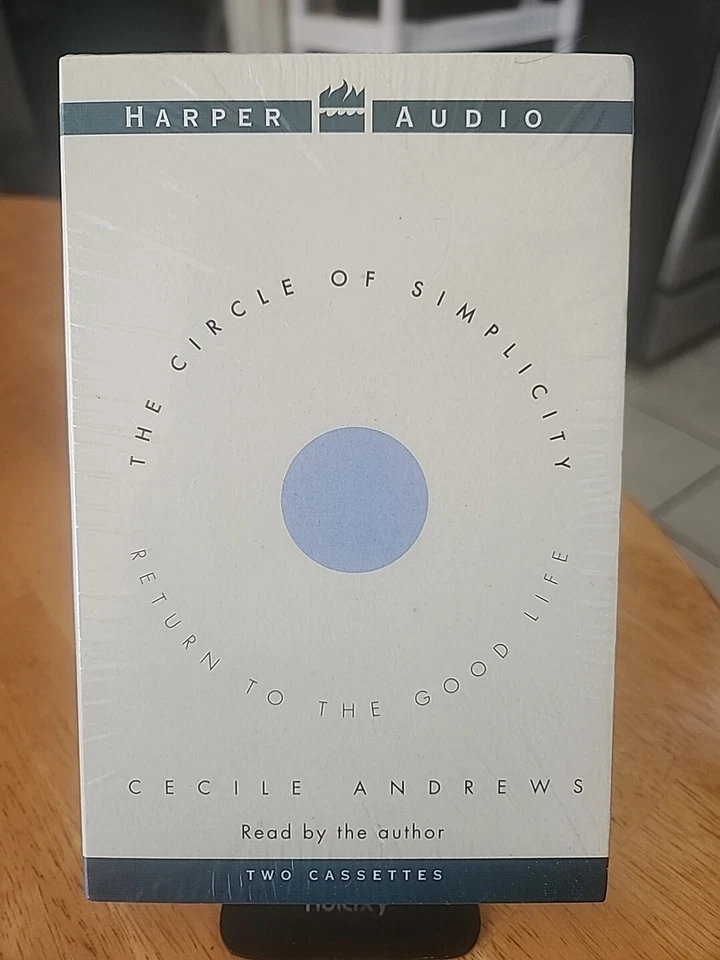 HARPER AUDIO
THE CIRCLE OF SIMPLICITY
RETURN TO THE GOOD LIFE
CECILE ANDREWS
Read by the author
TWO CASSETTES